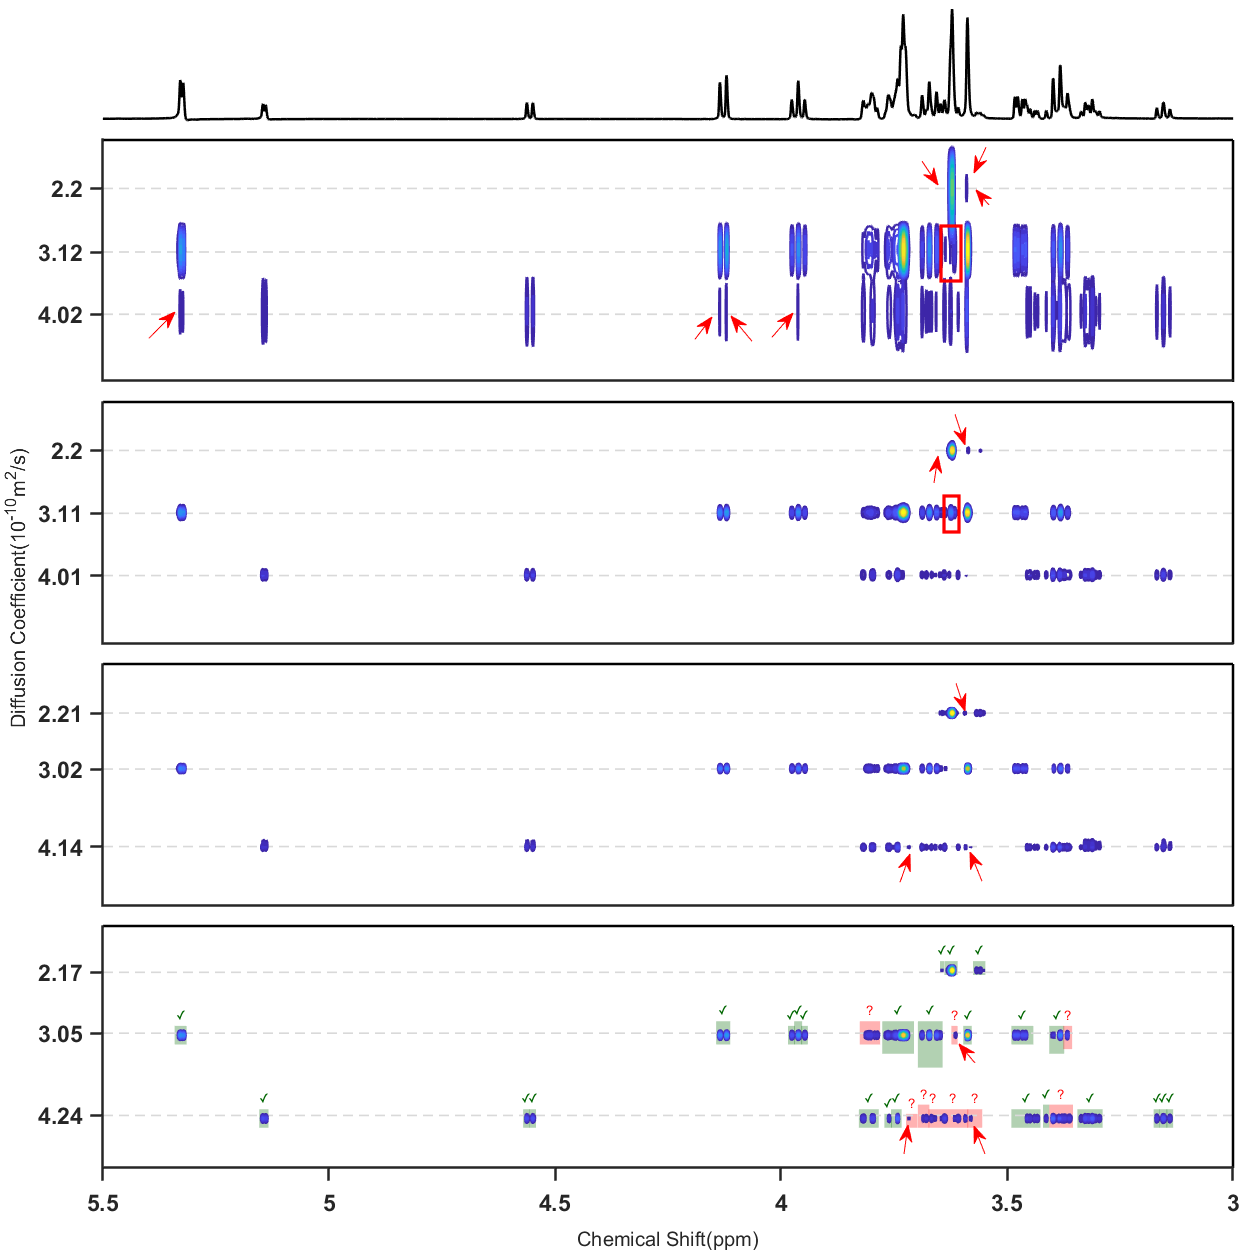 2.2
3.12
4.02
2.2
3.11
4.01
2.21
3.02
4.14
✓✓ ✓
2.17
✓ ✓ ✓✓✓ ? ✓ ✓ ? ✓ ✓ ✓ ?
3.05
✓ ✓✓ ✓ ✓✓ ? ? ? ? ? ✓ ✓ ? ✓ ✓✓✓
4.24
5.5 5 4.5 4 3.5 3
Chemical Shift(ppm)
Diffusion Coefficient(10⁻¹⁰m²/s)